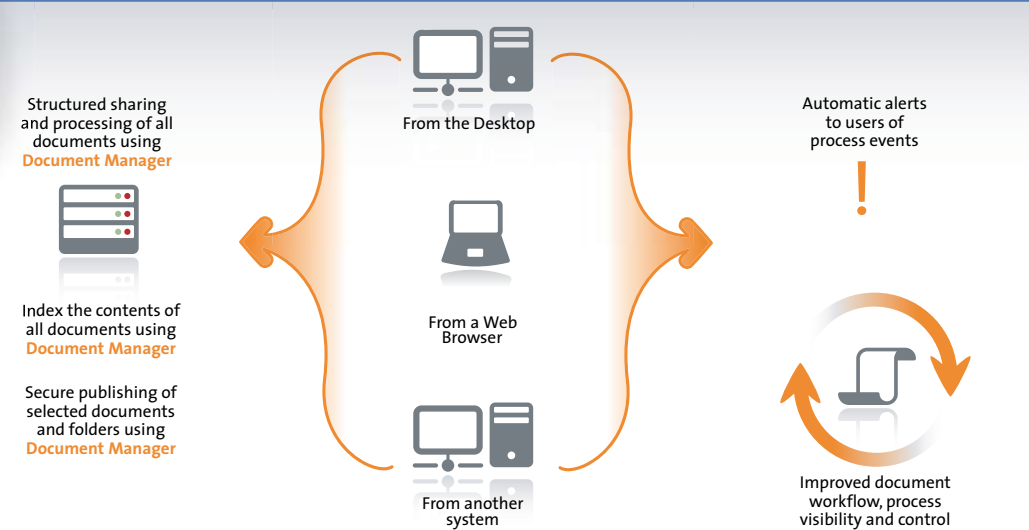 Structured sharing
and processing of all
documents using
Document Manager
Index the contents of
all documents using
Document Manager
Secure publishing of
selected documents
and folders using
Document Manager
From the Desktop
From a Web
Browser
From another
system
Automatic alerts
to users of
process events
!
Improved document
workflow, process
visibility and control